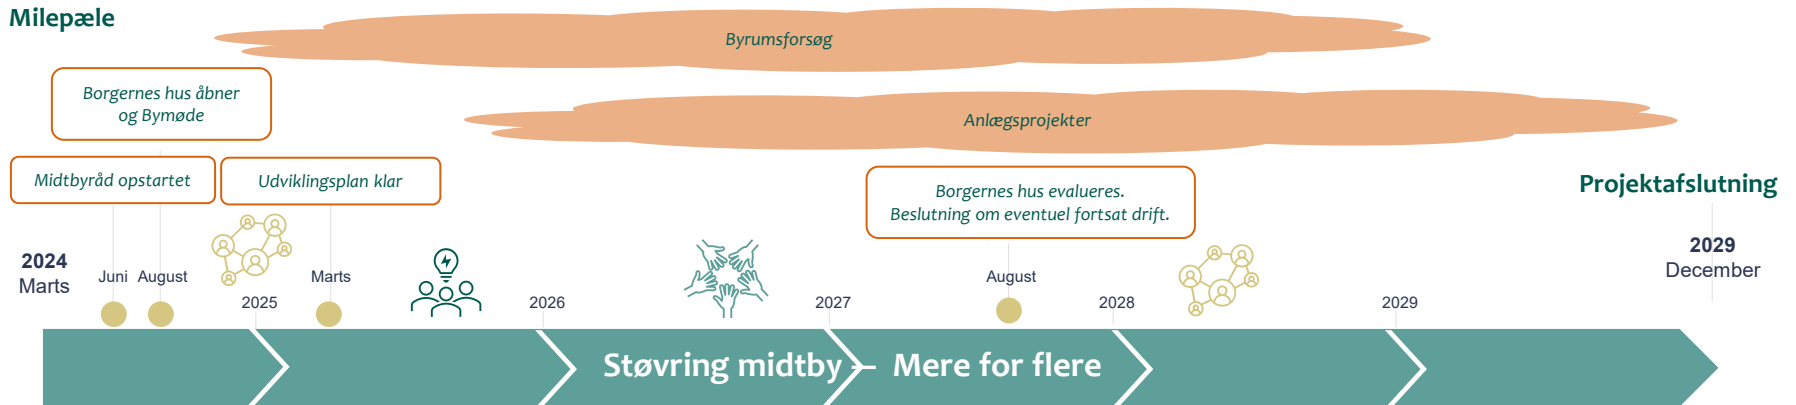 Milepæle
Byrumsforsøg
Borgernes hus åbner
og Bymøde
Anlægsprojekter
Midtbyråd opstartet
Udviklingsplan klar
Borgernes hus evalueres.
Beslutning om eventuel fortsat drift.
Projektafslutning
2024
Marts
Juni
August
Marts
August
2029
December
2025
2026
2027
2028
2029
Støvring midtby – Mere for flere